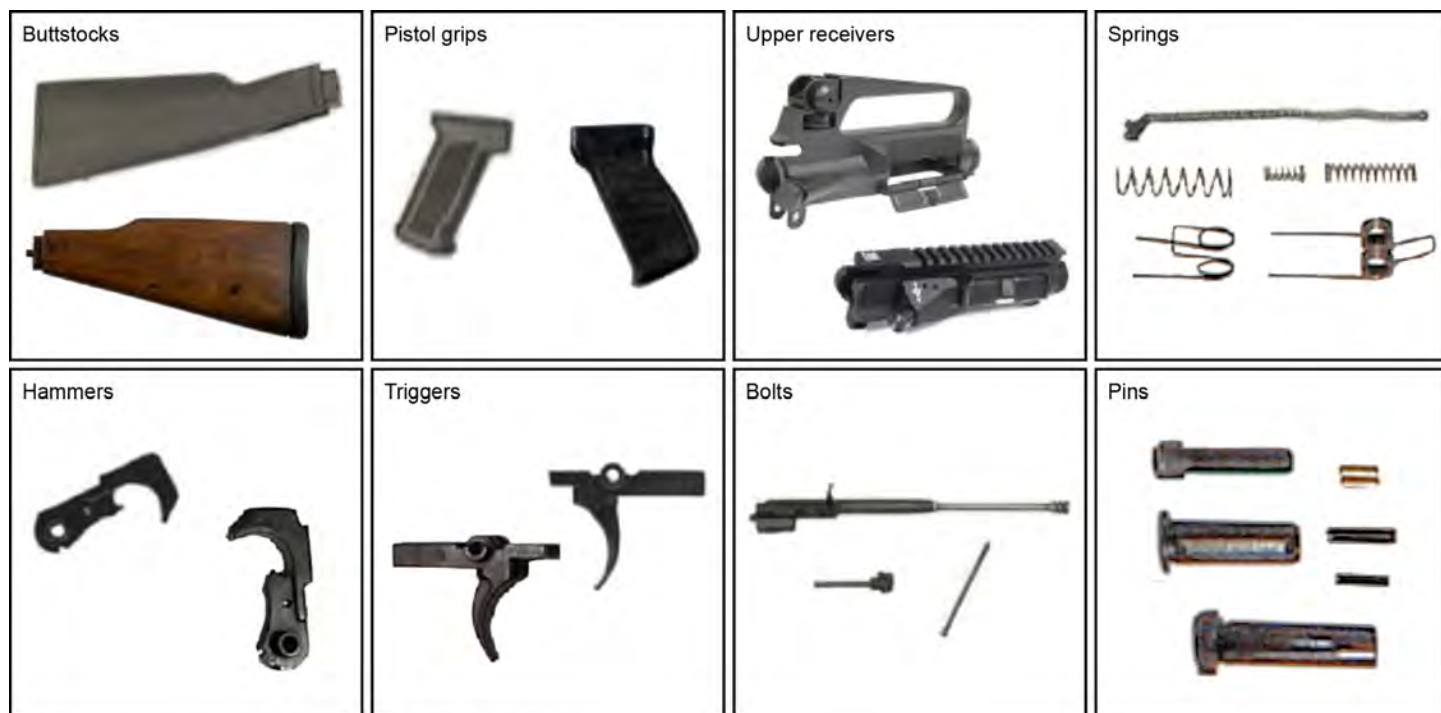 Buttstocks
Pistol grips
Upper receivers
Springs
Hammers
Triggers
Bolts
Pins